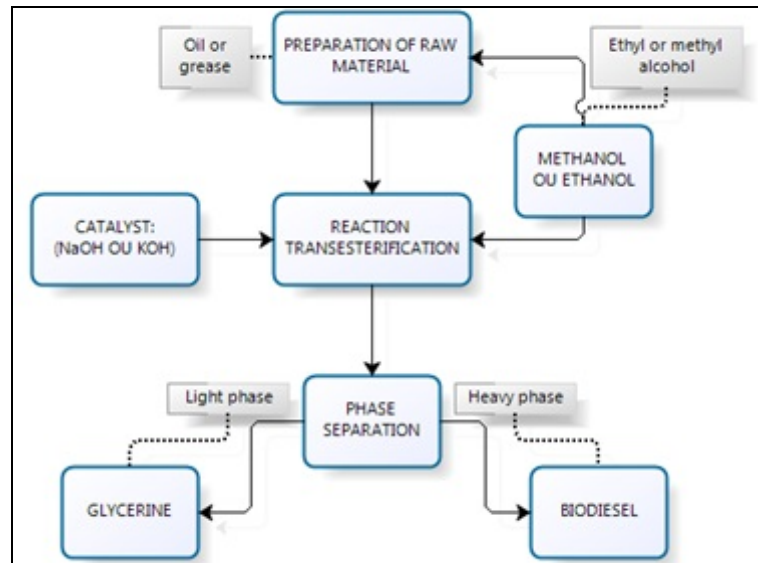 Oil or
grease
PREPARATION OF RAW
MATERIAL
Ethyl or methyl
alcohol
METHANOL
OU ETHANOL
CATALYST:
(NaOH OU KOH)
REACTION
TRANSESTERIFICATION
Light phase
PHASE
SEPARATION
Heavy phase
GLYCERINE
BIODIESEL